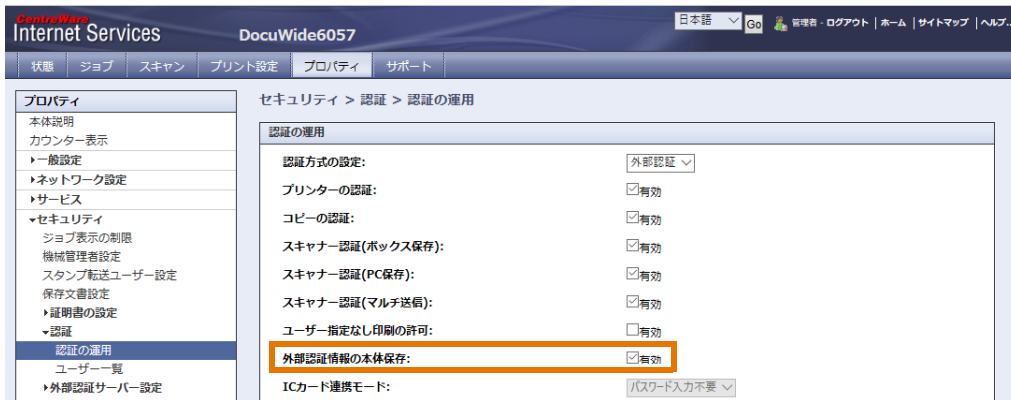 CentreWare
Internet Services
DocuWide6057
日本語 Go 管理者 - ログアウト | ホーム | サイトマップ | ヘルプ...
状態 ジョブ スキャン プリント設定 プロパティ サポート
プロパティ
本体説明
カウンター表示
一般設定
ネットワーク設定
サービス
セキュリティ
ジョブ表示の制限
機械管理者設定
スタンプ転送ユーザー設定
保存文書設定
証明書の設定
認証
認証の運用
ユーザー一覧
外部認証サーバー設定
セキュリティ > 認証 > 認証の運用
認証の運用
認証方式の設定: 外部認証
プリンターの認証: 有効
コピーの認証: 有効
スキャナー認証(ボックス保存): 有効
スキャナー認証(PC保存): 有効
スキャナー認証(マルチ送信): 有効
ユーザー指定なし印刷の許可: 有効
外部認証情報の本体保存: 有効
ICカード連携モード: パスワード入力不要